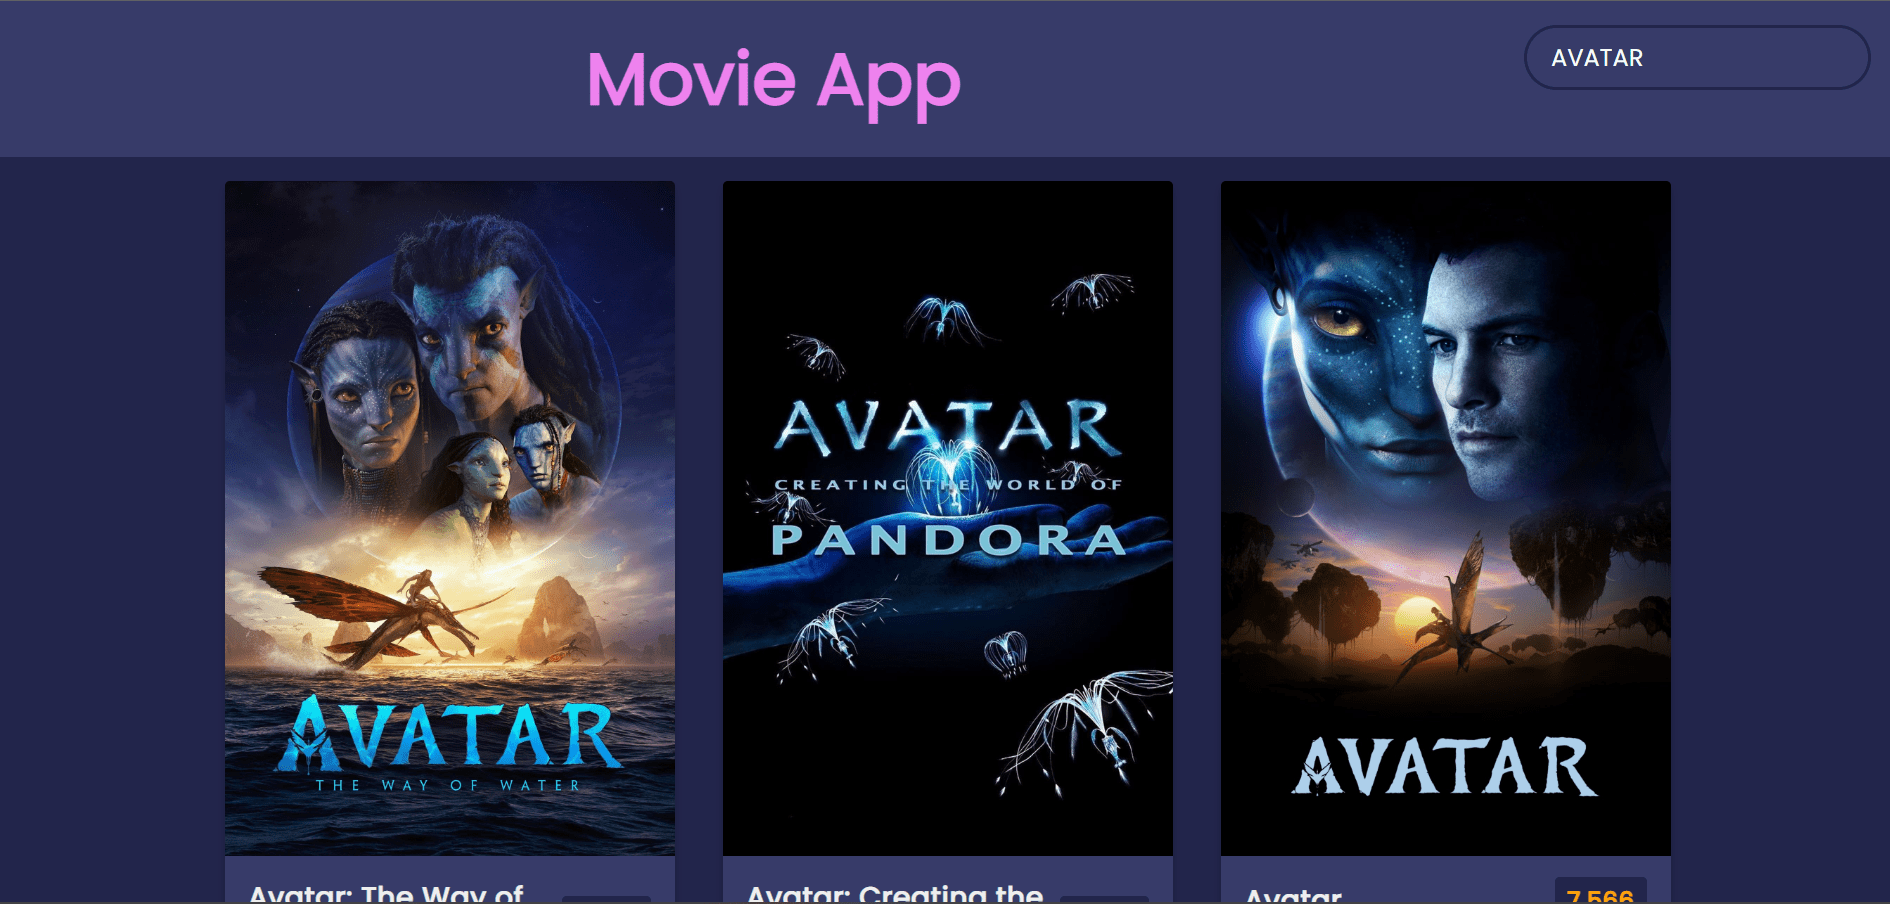 Movie App
AVATAR
AVATAR
THE WAY OF WATER
AVATAR
CREATING THE WORLD OF
PANDORA
AVATAR
Avatar: The Way of
Avatar: Creating the
Avatar
7.566